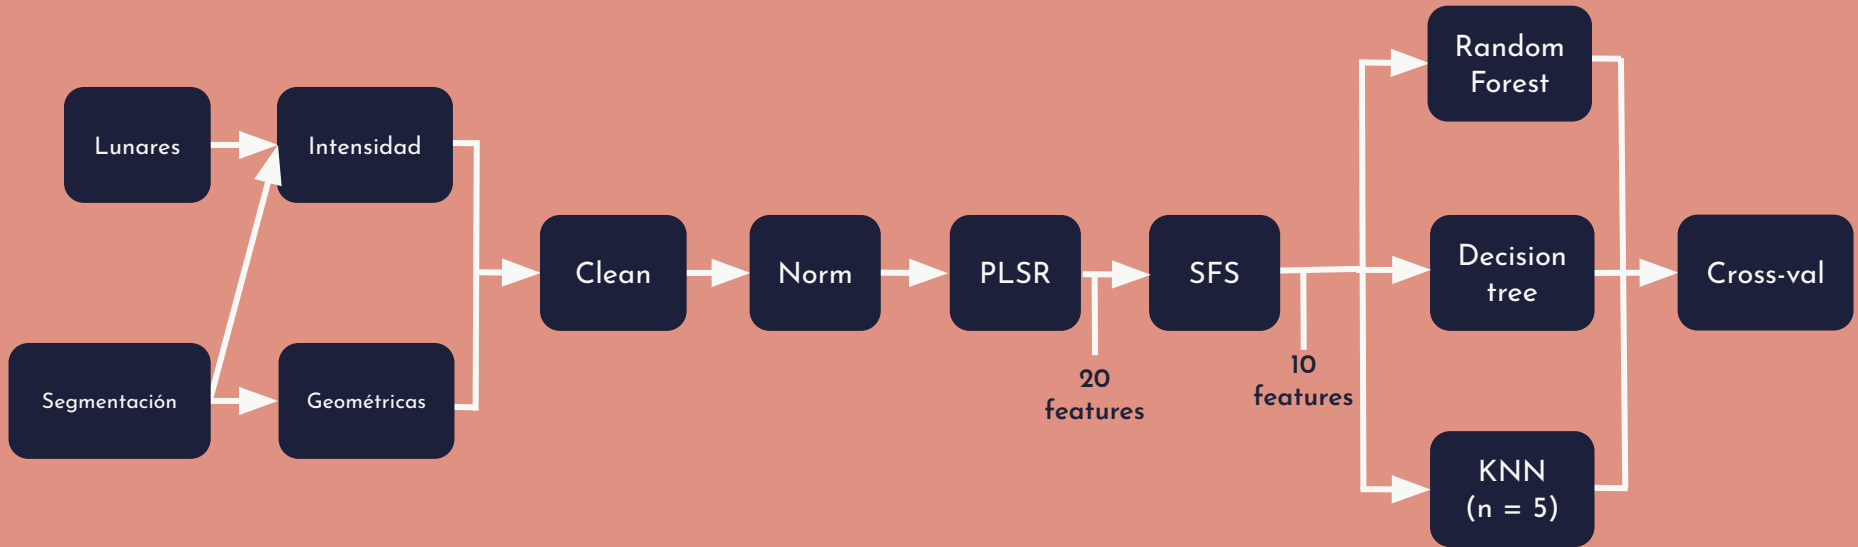 Lunares
Intensidad
Segmentación
Geométricas
Clean
Norm
PLSR
20
features
SFS
10
features
Random
Forest
Decision
tree
KNN
(n = 5)
Cross-val